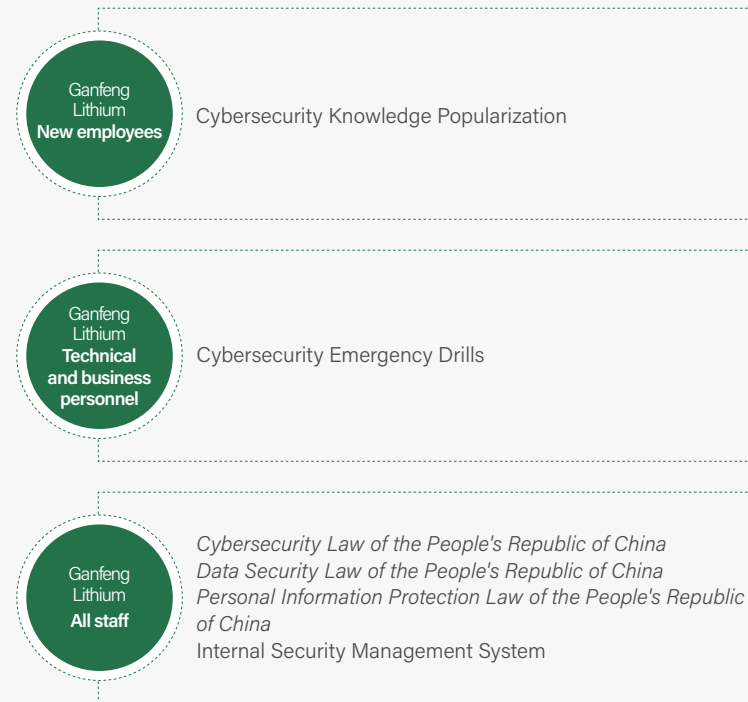 Ganfeng
Lithium
New employees
Cybersecurity Knowledge Popularization
Ganfeng
Lithium
Technical
and business
personnel
Cybersecurity Emergency Drills
Ganfeng
Lithium
All staff
Cybersecurity Law of the People's Republic of China
Data Security Law of the People's Republic of China
Personal Information Protection Law of the People's Republic
of China
Internal Security Management System